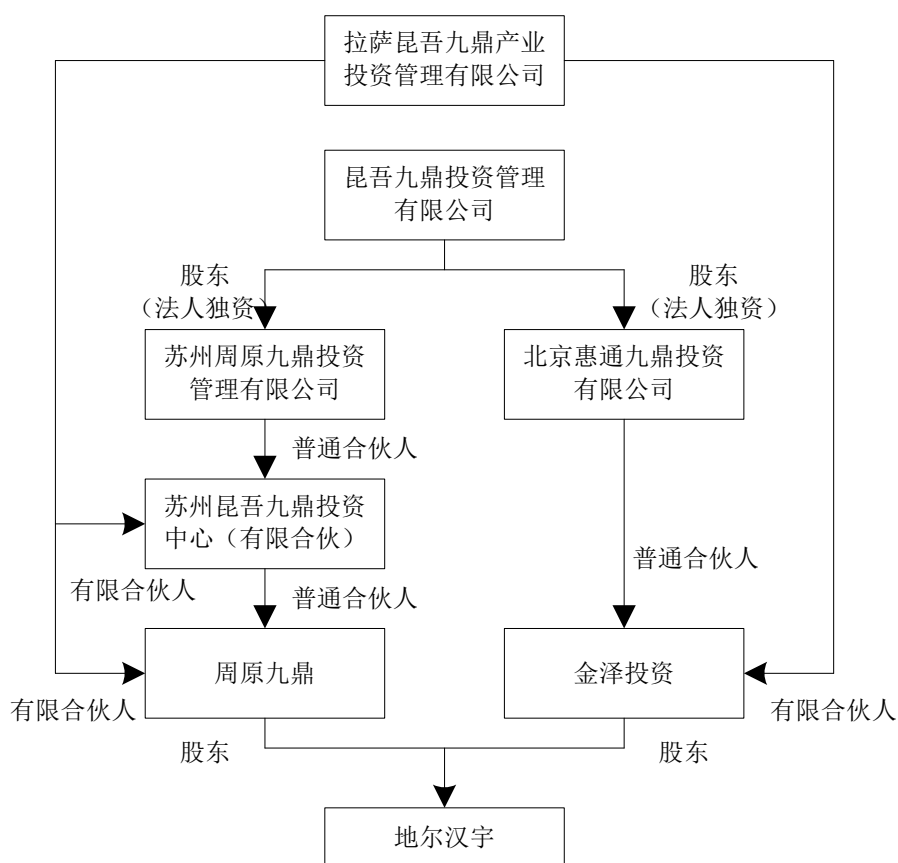 拉萨昆吾九鼎产业
投资管理有限公司
昆吾九鼎投资管理
有限公司
股东
（法人独资）
股东
（法人独资）
苏州周原九鼎投资
管理有限公司
北京惠通九鼎投资
有限公司
普通合伙人
苏州昆吾九鼎投资
中心（有限合伙）
普通合伙人
有限合伙人
普通合伙人
周原九鼎
金泽投资
有限合伙人
有限合伙人
股东
股东
地尔汉宇